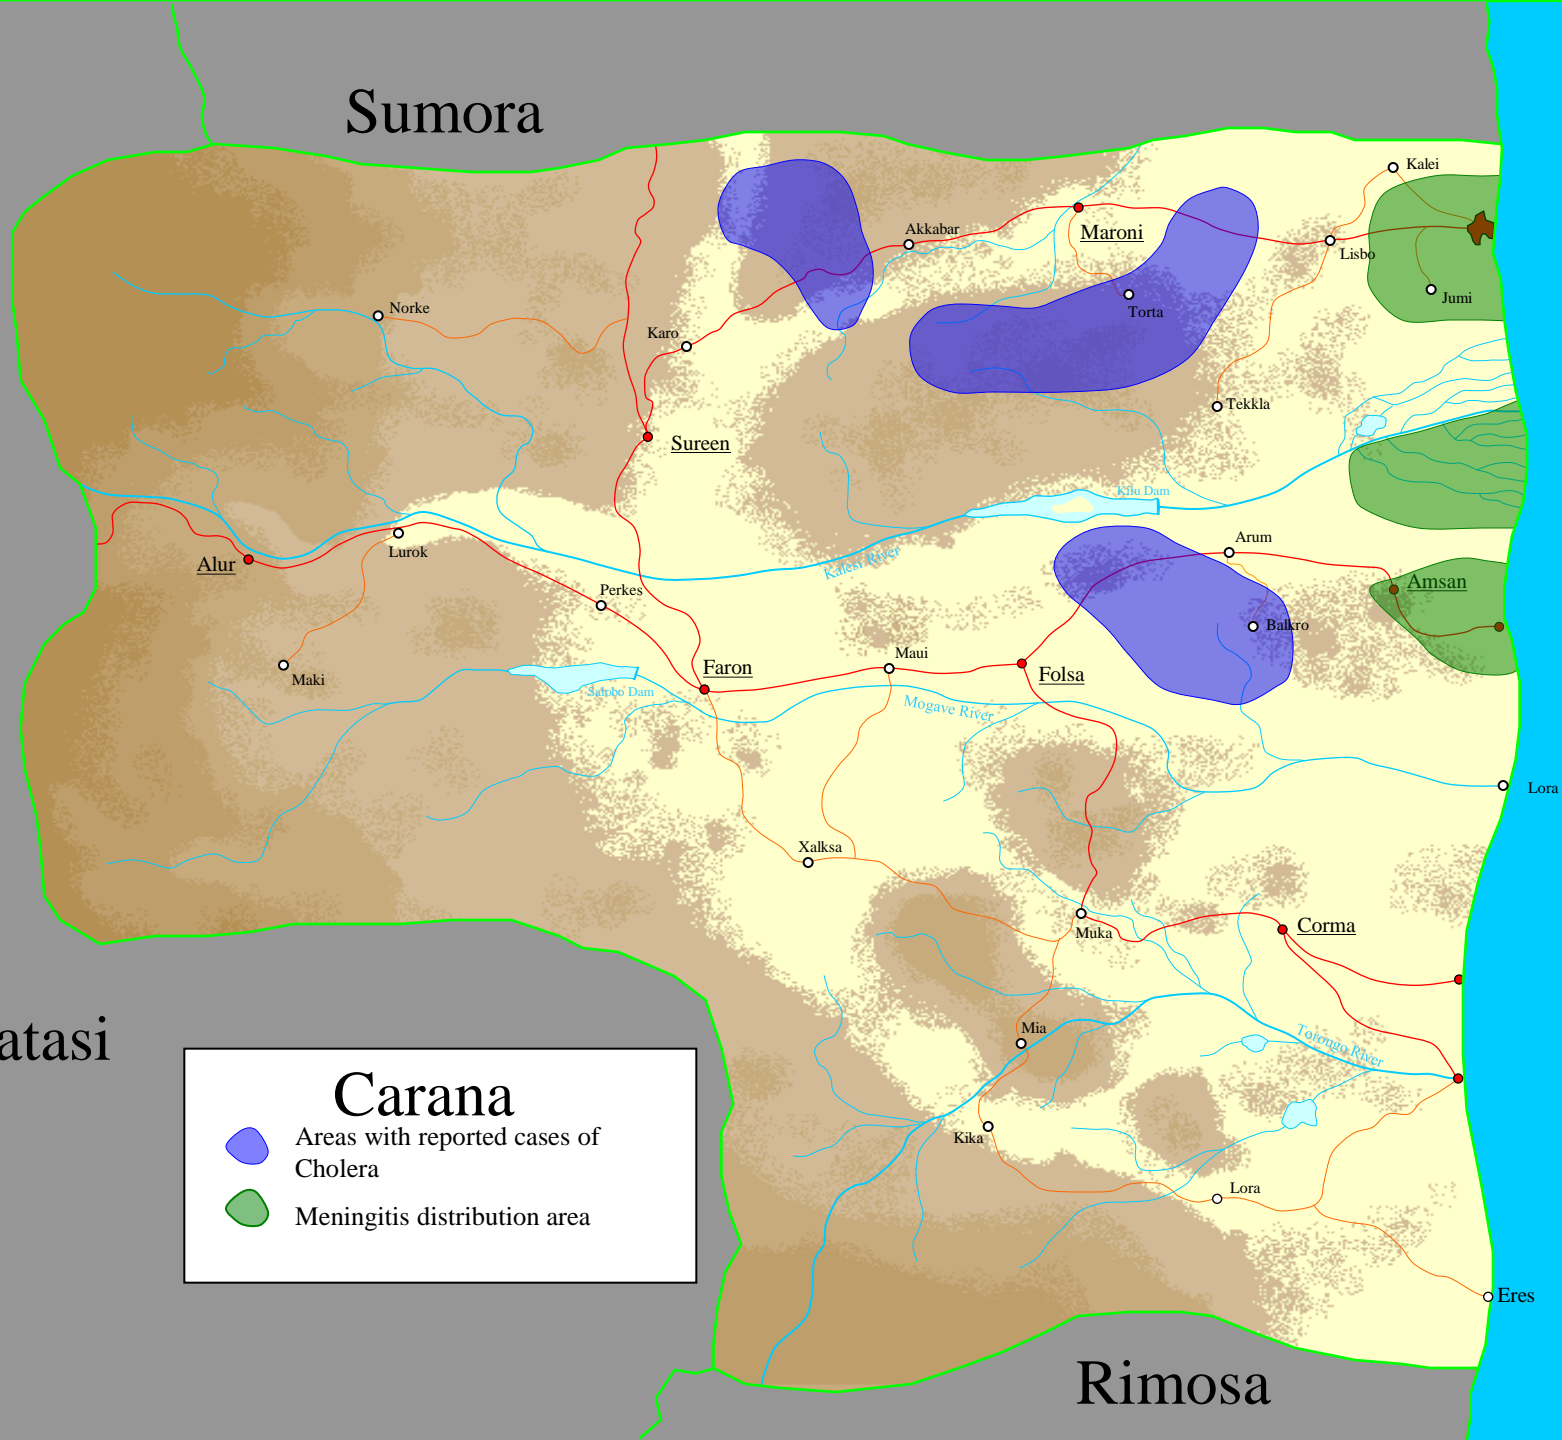 Sumora
Kalei
Akkabar
Maroni
Lisbo
Jumi
Norke
Torta
Karo
Tekkla
Sureen
Kilu Dam
Arum
Lurok
Alur
Kalesi River
Amsan
Perkes
Balkro
Maui
Faron
Folsa
Maki
Mogave River
Lora
Xalksa
Corma
Muka
atasi
Mia
Torongo River
Carana
Areas with reported cases of
Cholera
Kika
Lora
Meningitis distribution area
Eres
Rimosa